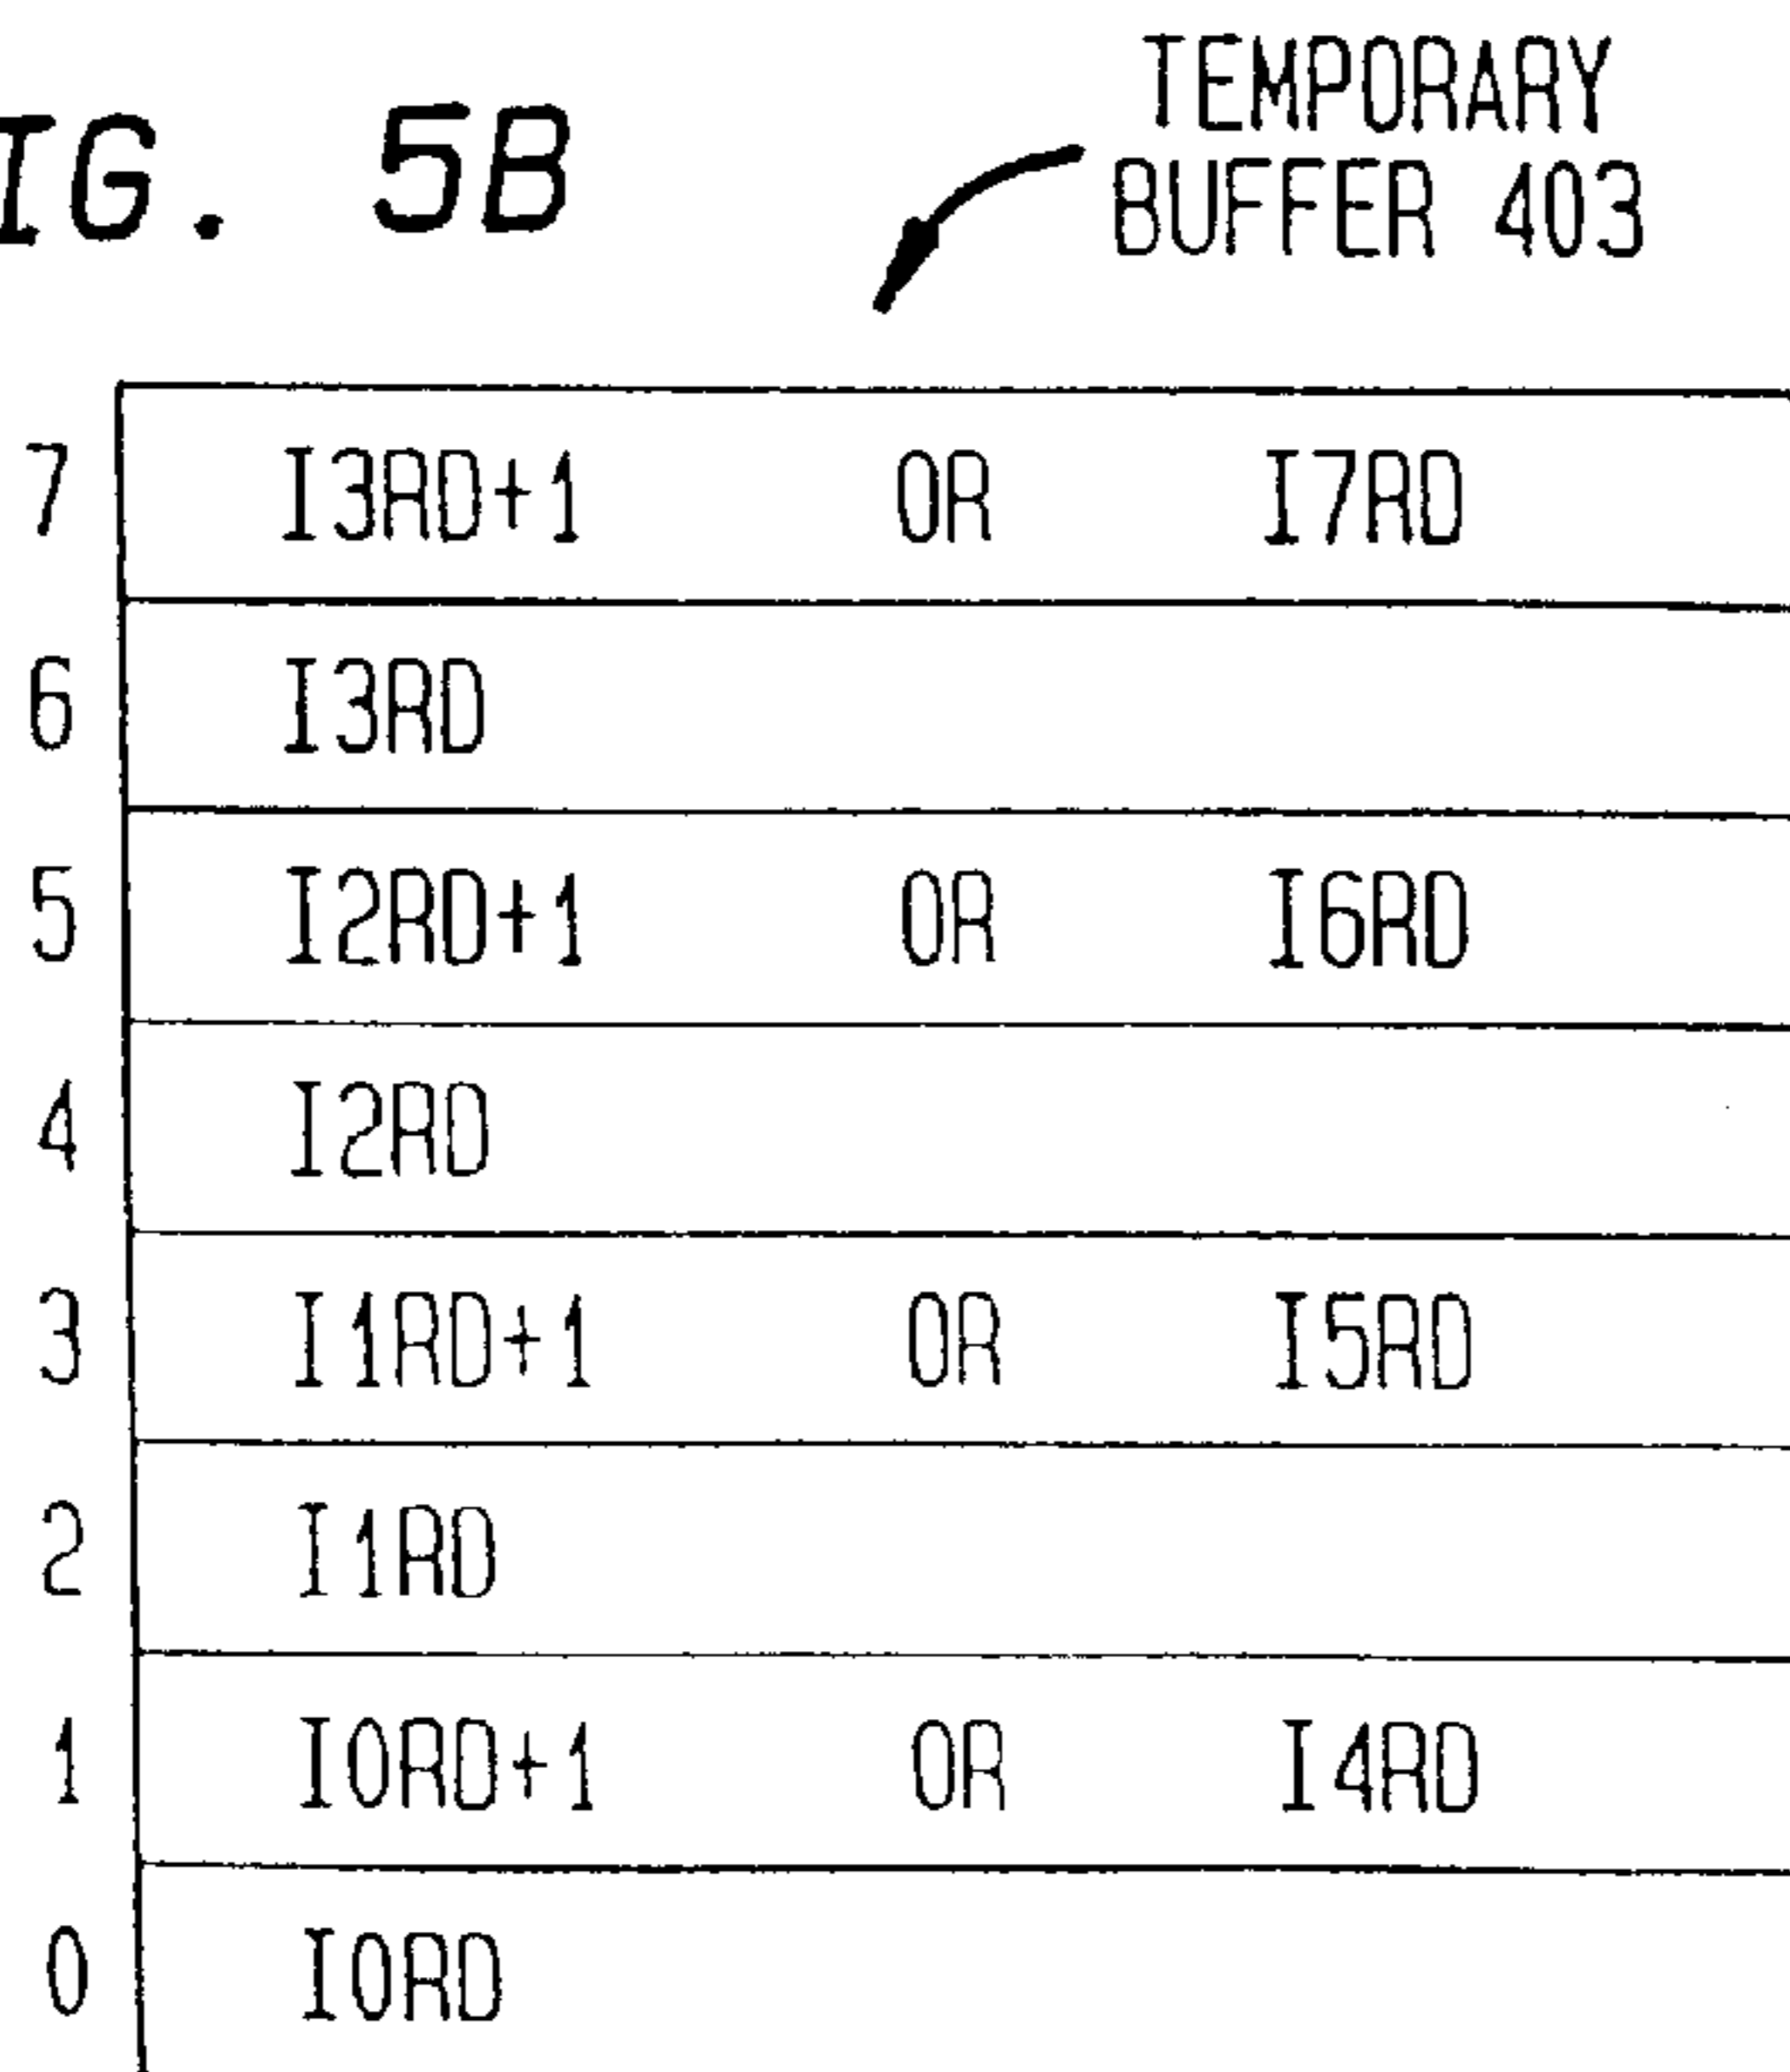 IG. 5B
TEMPORARY
BUFFER 403
7 I3RD+1 OR I7RD
6 I3RD
5 I2RD+1 OR I6RD
4 I2RD
3 I1RD+1 OR I5RD
2 I1RD
1 I0RD+1 OR I4RD
0 I0RD